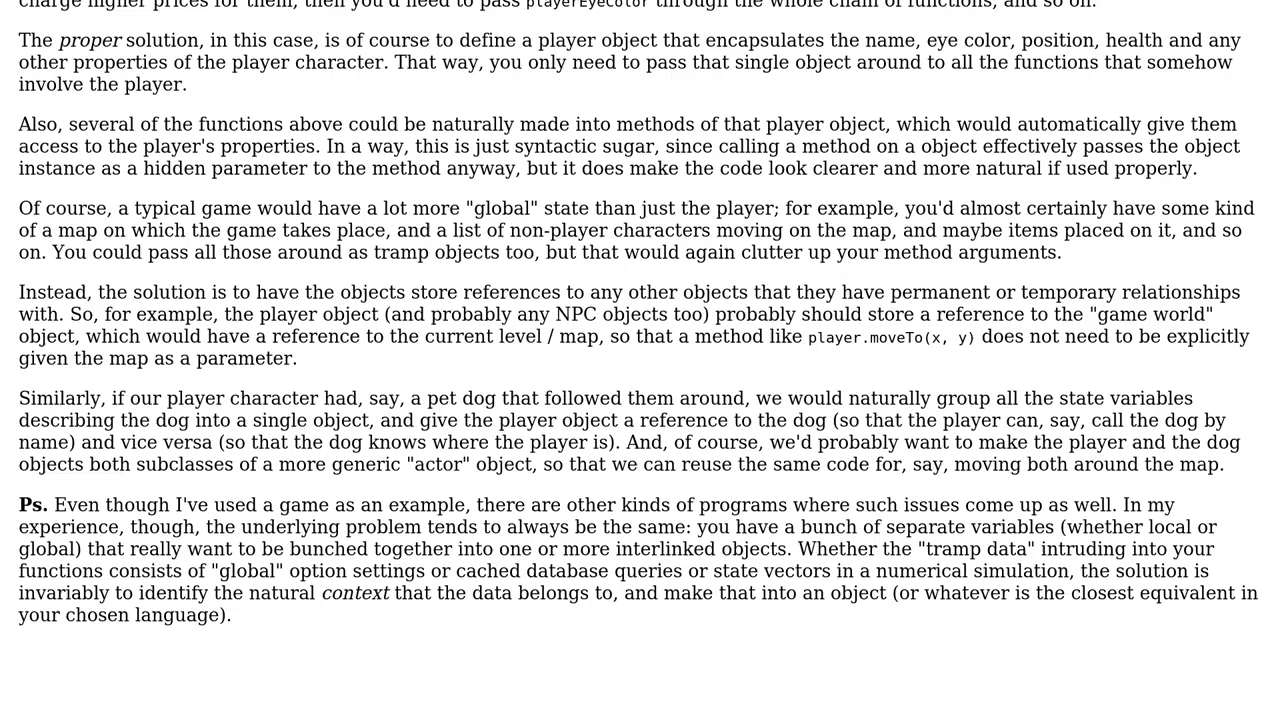 charge higher prices for them, then you'd need to pass playerEyeColor through the whole chain of functions, and so on.
The proper solution, in this case, is of course to define a player object that encapsulates the name, eye color, position, health and any
other properties of the player character. That way, you only need to pass that single object around to all the functions that somehow
involve the player.
Also, several of the functions above could be naturally made into methods of that player object, which would automatically give them
access to the player's properties. In a way, this is just syntactic sugar, since calling a method on a object effectively passes the object
instance as a hidden parameter to the method anyway, but it does make the code look clearer and more natural if used properly.
Of course, a typical game would have a lot more "global" state than just the player; for example, you'd almost certainly have some kind
of a map on which the game takes place, and a list of non-player characters moving on the map, and maybe items placed on it, and so
on. You could pass all those around as tramp objects too, but that would again clutter up your method arguments.
Instead, the solution is to have the objects store references to any other objects that they have permanent or temporary relationships
with. So, for example, the player object (and probably any NPC objects too) probably should store a reference to the "game world"
object, which would have a reference to the current level / map, so that a method like player.moveTo(x, y) does not need to be explicitly
given the map as a parameter.
Similarly, if our player character had, say, a pet dog that followed them around, we would naturally group all the state variables
describing the dog into a single object, and give the player object a reference to the dog (so that the player can, say, call the dog by
name) and vice versa (so that the dog knows where the player is). And, of course, we'd probably want to make the player and the dog
objects both subclasses of a more generic "actor" object, so that we can reuse the same code for, say, moving both around the map.
Ps. Even though I've used a game as an example, there are other kinds of programs where such issues come up as well. In my
experience, though, the underlying problem tends to always be the same: you have a bunch of separate variables (whether local or
global) that really want to be bunched together into one or more interlinked objects. Whether the "tramp data" intruding into your
functions consists of "global" option settings or cached database queries or state vectors in a numerical simulation, the solution is
invariably to identify the natural context that the data belongs to, and make that into an object (or whatever is the closest equivalent in
your chosen language).